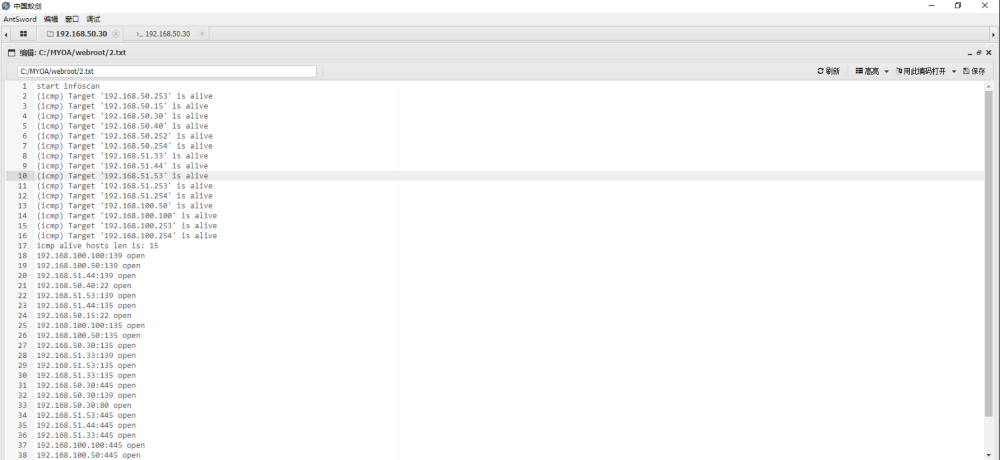 中国蚁剑
AntSword 编辑 窗口 调试
192.168.50.30 192.168.50.30
编辑: C:/MYOA/webroot/2.txt
C:/MYOA/webroot/2.txt 刷新 高亮 用此编码打开 保存
1 start infoscan
2 (icmp) Target '192.168.50.253' is alive
3 (icmp) Target '192.168.50.15' is alive
4 (icmp) Target '192.168.50.30' is alive
5 (icmp) Target '192.168.50.40' is alive
6 (icmp) Target '192.168.50.252' is alive
7 (icmp) Target '192.168.50.254' is alive
8 (icmp) Target '192.168.51.33' is alive
9 (icmp) Target '192.168.51.44' is alive
10 (icmp) Target '192.168.51.53' is alive
11 (icmp) Target '192.168.51.253' is alive
12 (icmp) Target '192.168.51.254' is alive
13 (icmp) Target '192.168.100.50' is alive
14 (icmp) Target '192.168.100.100' is alive
15 (icmp) Target '192.168.100.253' is alive
16 (icmp) Target '192.168.100.254' is alive
17 icmp alive hosts len is: 15
18 192.168.100.100:139 open
19 192.168.100.50:139 open
20 192.168.51.44:139 open
21 192.168.50.40:22 open
22 192.168.51.53:139 open
23 192.168.51.44:135 open
24 192.168.50.15:22 open
25 192.168.100.100:135 open
26 192.168.100.50:135 open
27 192.168.50.30:135 open
28 192.168.51.33:139 open
29 192.168.51.53:135 open
30 192.168.51.33:135 open
31 192.168.50.30:445 open
32 192.168.50.30:139 open
33 192.168.50.30:80 open
34 192.168.51.53:445 open
35 192.168.51.44:445 open
36 192.168.51.33:445 open
37 192.168.100.100:445 open
38 192.168.100.50:445 open